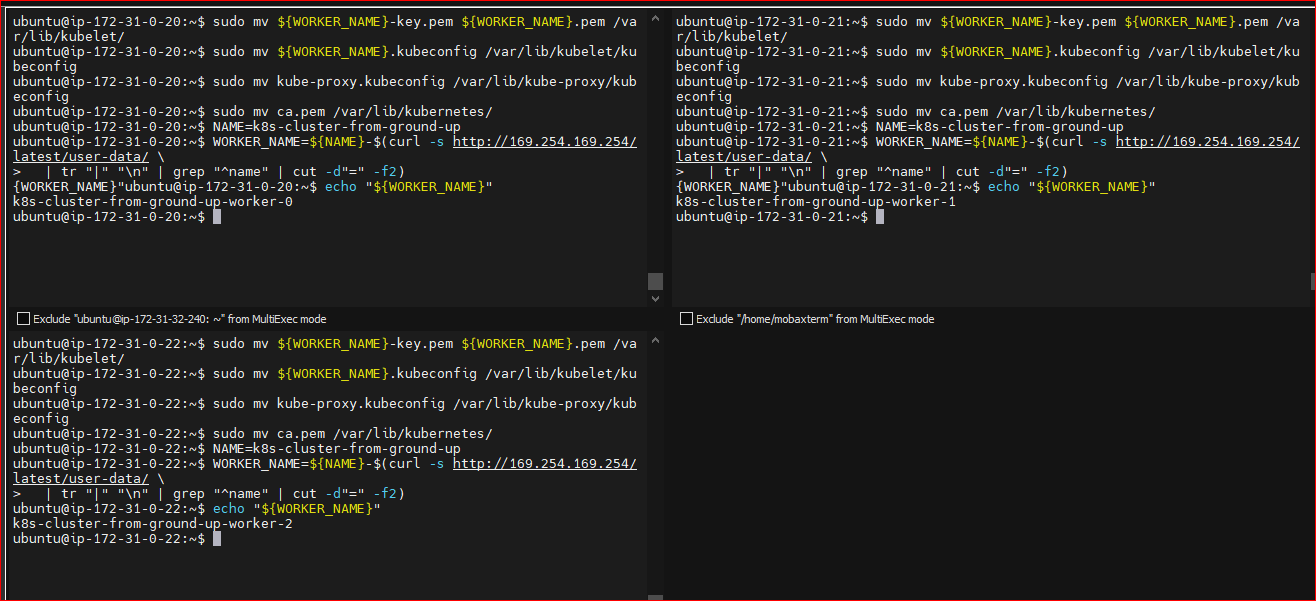 ubuntu@ip-172-31-0-20:~$ sudo mv ${WORKER_NAME}-key.pem ${WORKER_NAME}.pem /va
r/lib/kubelet/
ubuntu@ip-172-31-0-20:~$ sudo mv ${WORKER_NAME}.kubeconfig /var/lib/kubelet/ku
beconfig
ubuntu@ip-172-31-0-20:~$ sudo mv kube-proxy.kubeconfig /var/lib/kube-proxy/kub
econfig
ubuntu@ip-172-31-0-20:~$ sudo mv ca.pem /var/lib/kubernetes/
ubuntu@ip-172-31-0-20:~$ NAME=k8s-cluster-from-ground-up
ubuntu@ip-172-31-0-20:~$ WORKER_NAME=${NAME}-$(curl -s http://169.254.169.254/
latest/user-data/ \
>   | tr "|" "\n" | grep "^name" | cut -d"=" -f2)
{WORKER_NAME}"ubuntu@ip-172-31-0-20:~$ echo "${WORKER_NAME}"
k8s-cluster-from-ground-up-worker-0
ubuntu@ip-172-31-0-20:~$
Exclude "ubuntu@ip-172-31-32-240: ~" from MultiExec mode
ubuntu@ip-172-31-0-21:~$ sudo mv ${WORKER_NAME}-key.pem ${WORKER_NAME}.pem /va
r/lib/kubelet/
ubuntu@ip-172-31-0-21:~$ sudo mv ${WORKER_NAME}.kubeconfig /var/lib/kubelet/ku
beconfig
ubuntu@ip-172-31-0-21:~$ sudo mv kube-proxy.kubeconfig /var/lib/kube-proxy/kub
econfig
ubuntu@ip-172-31-0-21:~$ sudo mv ca.pem /var/lib/kubernetes/
ubuntu@ip-172-31-0-21:~$ NAME=k8s-cluster-from-ground-up
ubuntu@ip-172-31-0-21:~$ WORKER_NAME=${NAME}-$(curl -s http://169.254.169.254/
latest/user-data/ \
>   | tr "|" "\n" | grep "^name" | cut -d"=" -f2)
{WORKER_NAME}"ubuntu@ip-172-31-0-21:~$ echo "${WORKER_NAME}"
k8s-cluster-from-ground-up-worker-1
ubuntu@ip-172-31-0-21:~$
Exclude "/home/mobaxterm" from MultiExec mode
ubuntu@ip-172-31-0-22:~$ sudo mv ${WORKER_NAME}-key.pem ${WORKER_NAME}.pem /va
r/lib/kubelet/
ubuntu@ip-172-31-0-22:~$ sudo mv ${WORKER_NAME}.kubeconfig /var/lib/kubelet/ku
beconfig
ubuntu@ip-172-31-0-22:~$ sudo mv kube-proxy.kubeconfig /var/lib/kube-proxy/kub
econfig
ubuntu@ip-172-31-0-22:~$ sudo mv ca.pem /var/lib/kubernetes/
ubuntu@ip-172-31-0-22:~$ NAME=k8s-cluster-from-ground-up
ubuntu@ip-172-31-0-22:~$ WORKER_NAME=${NAME}-$(curl -s http://169.254.169.254/
latest/user-data/ \
>   | tr "|" "\n" | grep "^name" | cut -d"=" -f2)
ubuntu@ip-172-31-0-22:~$ echo "${WORKER_NAME}"
k8s-cluster-from-ground-up-worker-2
ubuntu@ip-172-31-0-22:~$